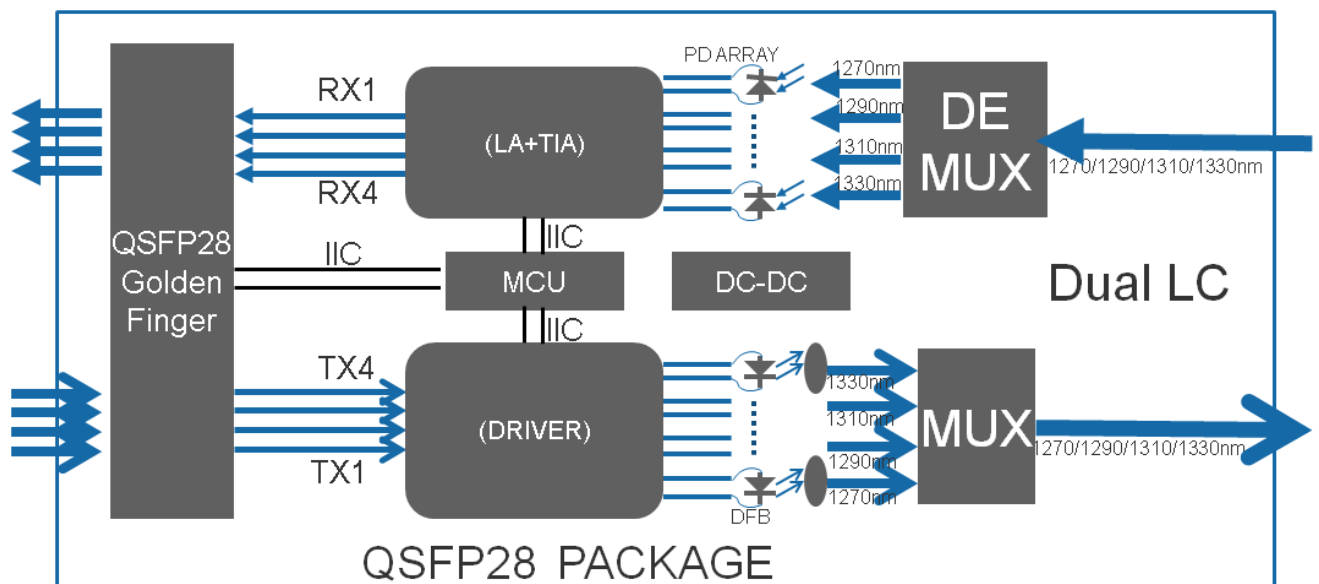 PD ARRAY
1270nm
RX1
1290nm
DE
MUX
(LA+TIA)
1310nm
1270/1290/1310/1330nm
1330nm
RX4
QSFP28
Golden
Finger
IIC
IIC
MCU
DC-DC
Dual LC
IIC
TX4
1330nm
1310nm
(DRIVER)
MUX
1270/1290/1310/1330nm
1290nm
TX1
1270nm
DFB
QSFP28 PACKAGE